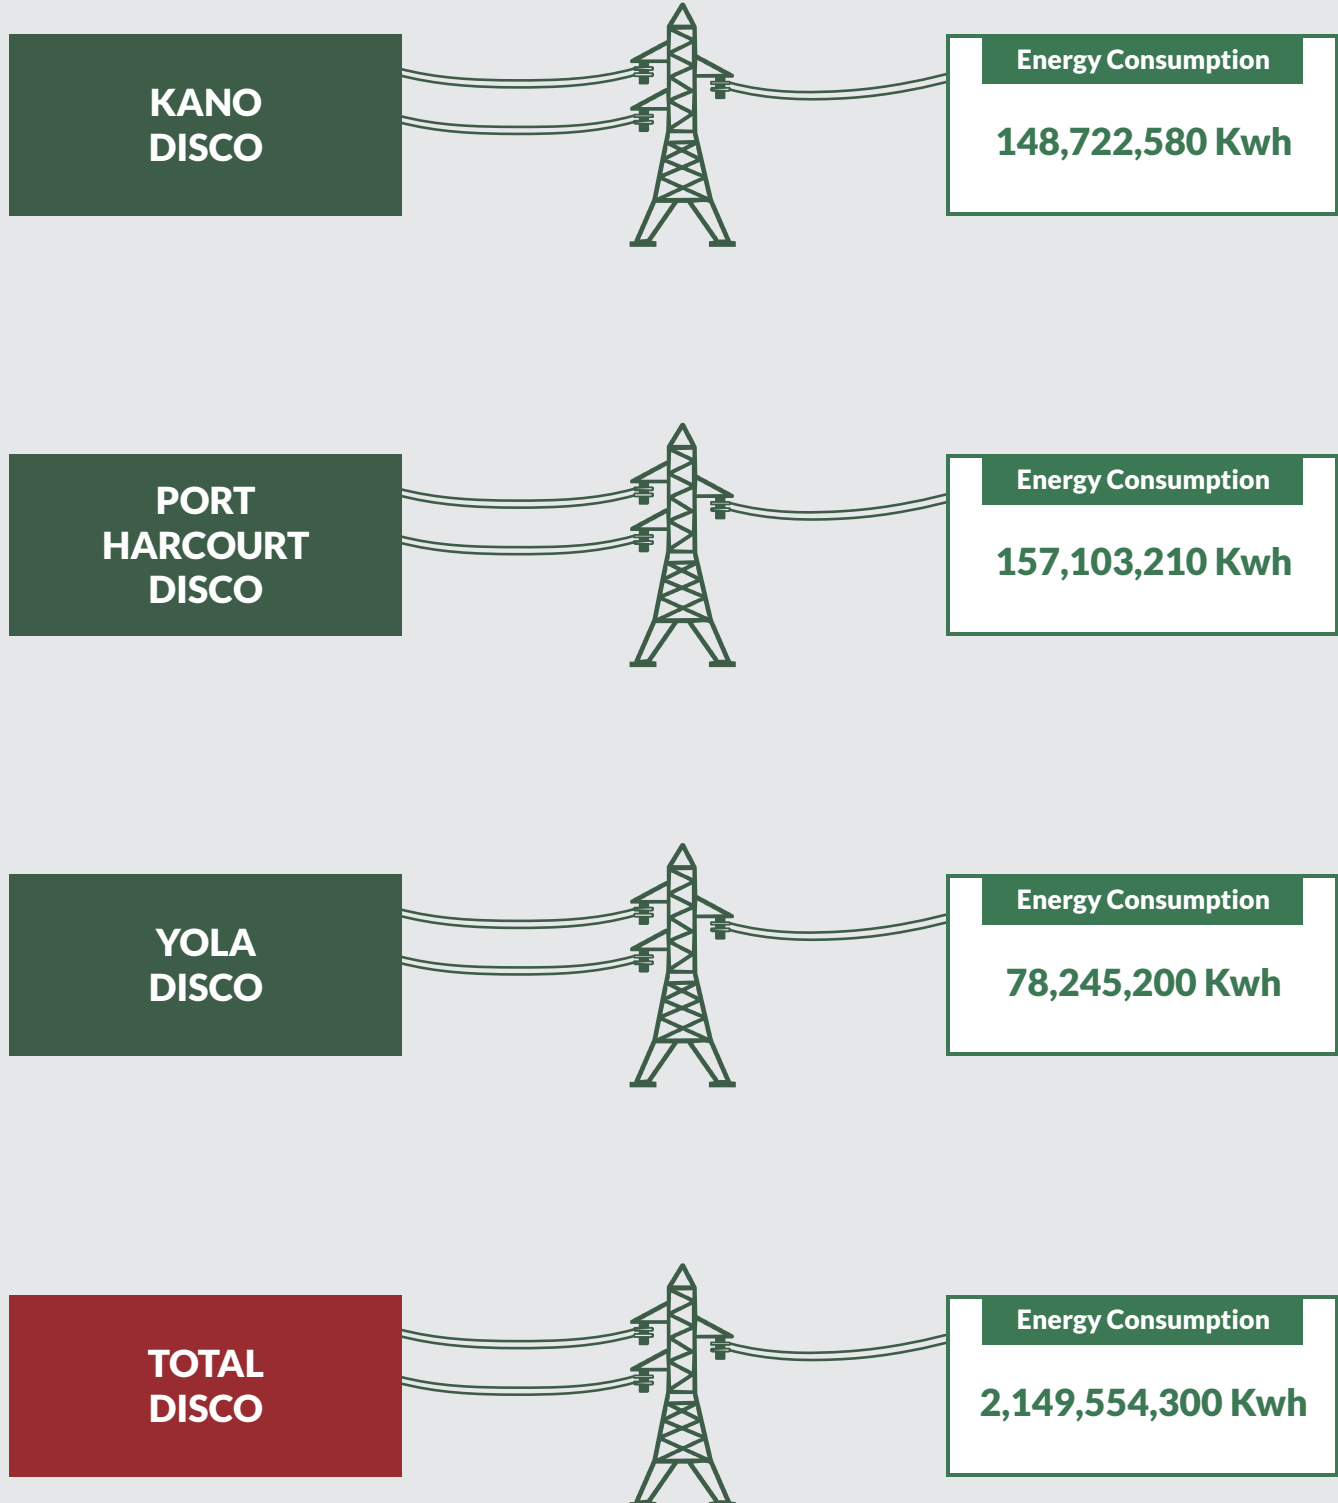 KANO
DISCO
Energy Consumption
148,722,580 Kwh
PORT
HARCOURT
DISCO
Energy Consumption
157,103,210 Kwh
YOLA
DISCO
Energy Consumption
78,245,200 Kwh
TOTAL
DISCO
Energy Consumption
2,149,554,300 Kwh